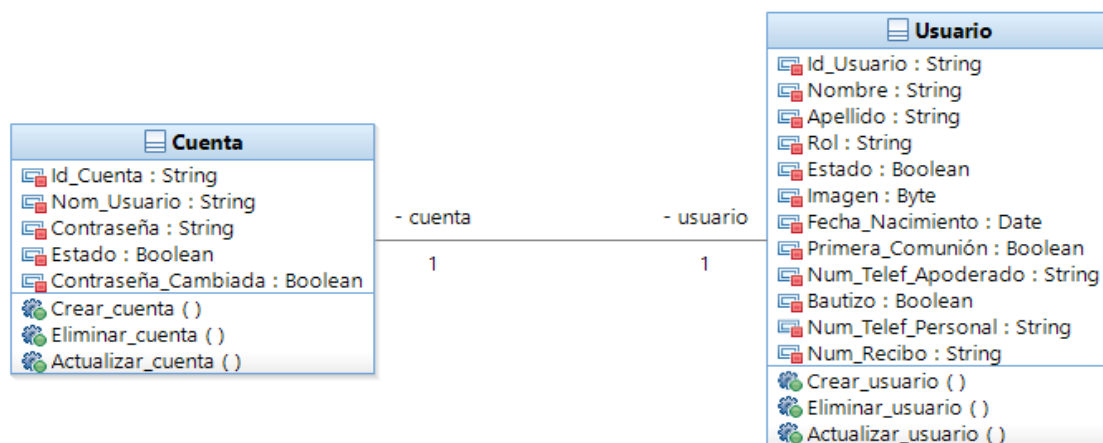 Cuenta
Id_Cuenta : String
Nom_Usuario : String
Contraseña : String
Estado : Boolean
Contraseña_Cambiada : Boolean
Crear_cuenta ( )
Eliminar_cuenta ( )
Actualizar_cuenta ( )
- cuenta
1
- usuario
1
Usuario
Id_Usuario : String
Nombre : String
Apellido : String
Rol : String
Estado : Boolean
Imagen : Byte
Fecha_Nacimiento : Date
Primera_Comunión : Boolean
Num_Telef_Apoderado : String
Bautizo : Boolean
Num_Telef_Personal : String
Num_Recibo : String
Crear_usuario ( )
Eliminar_usuario ( )
Actualizar_usuario ( )